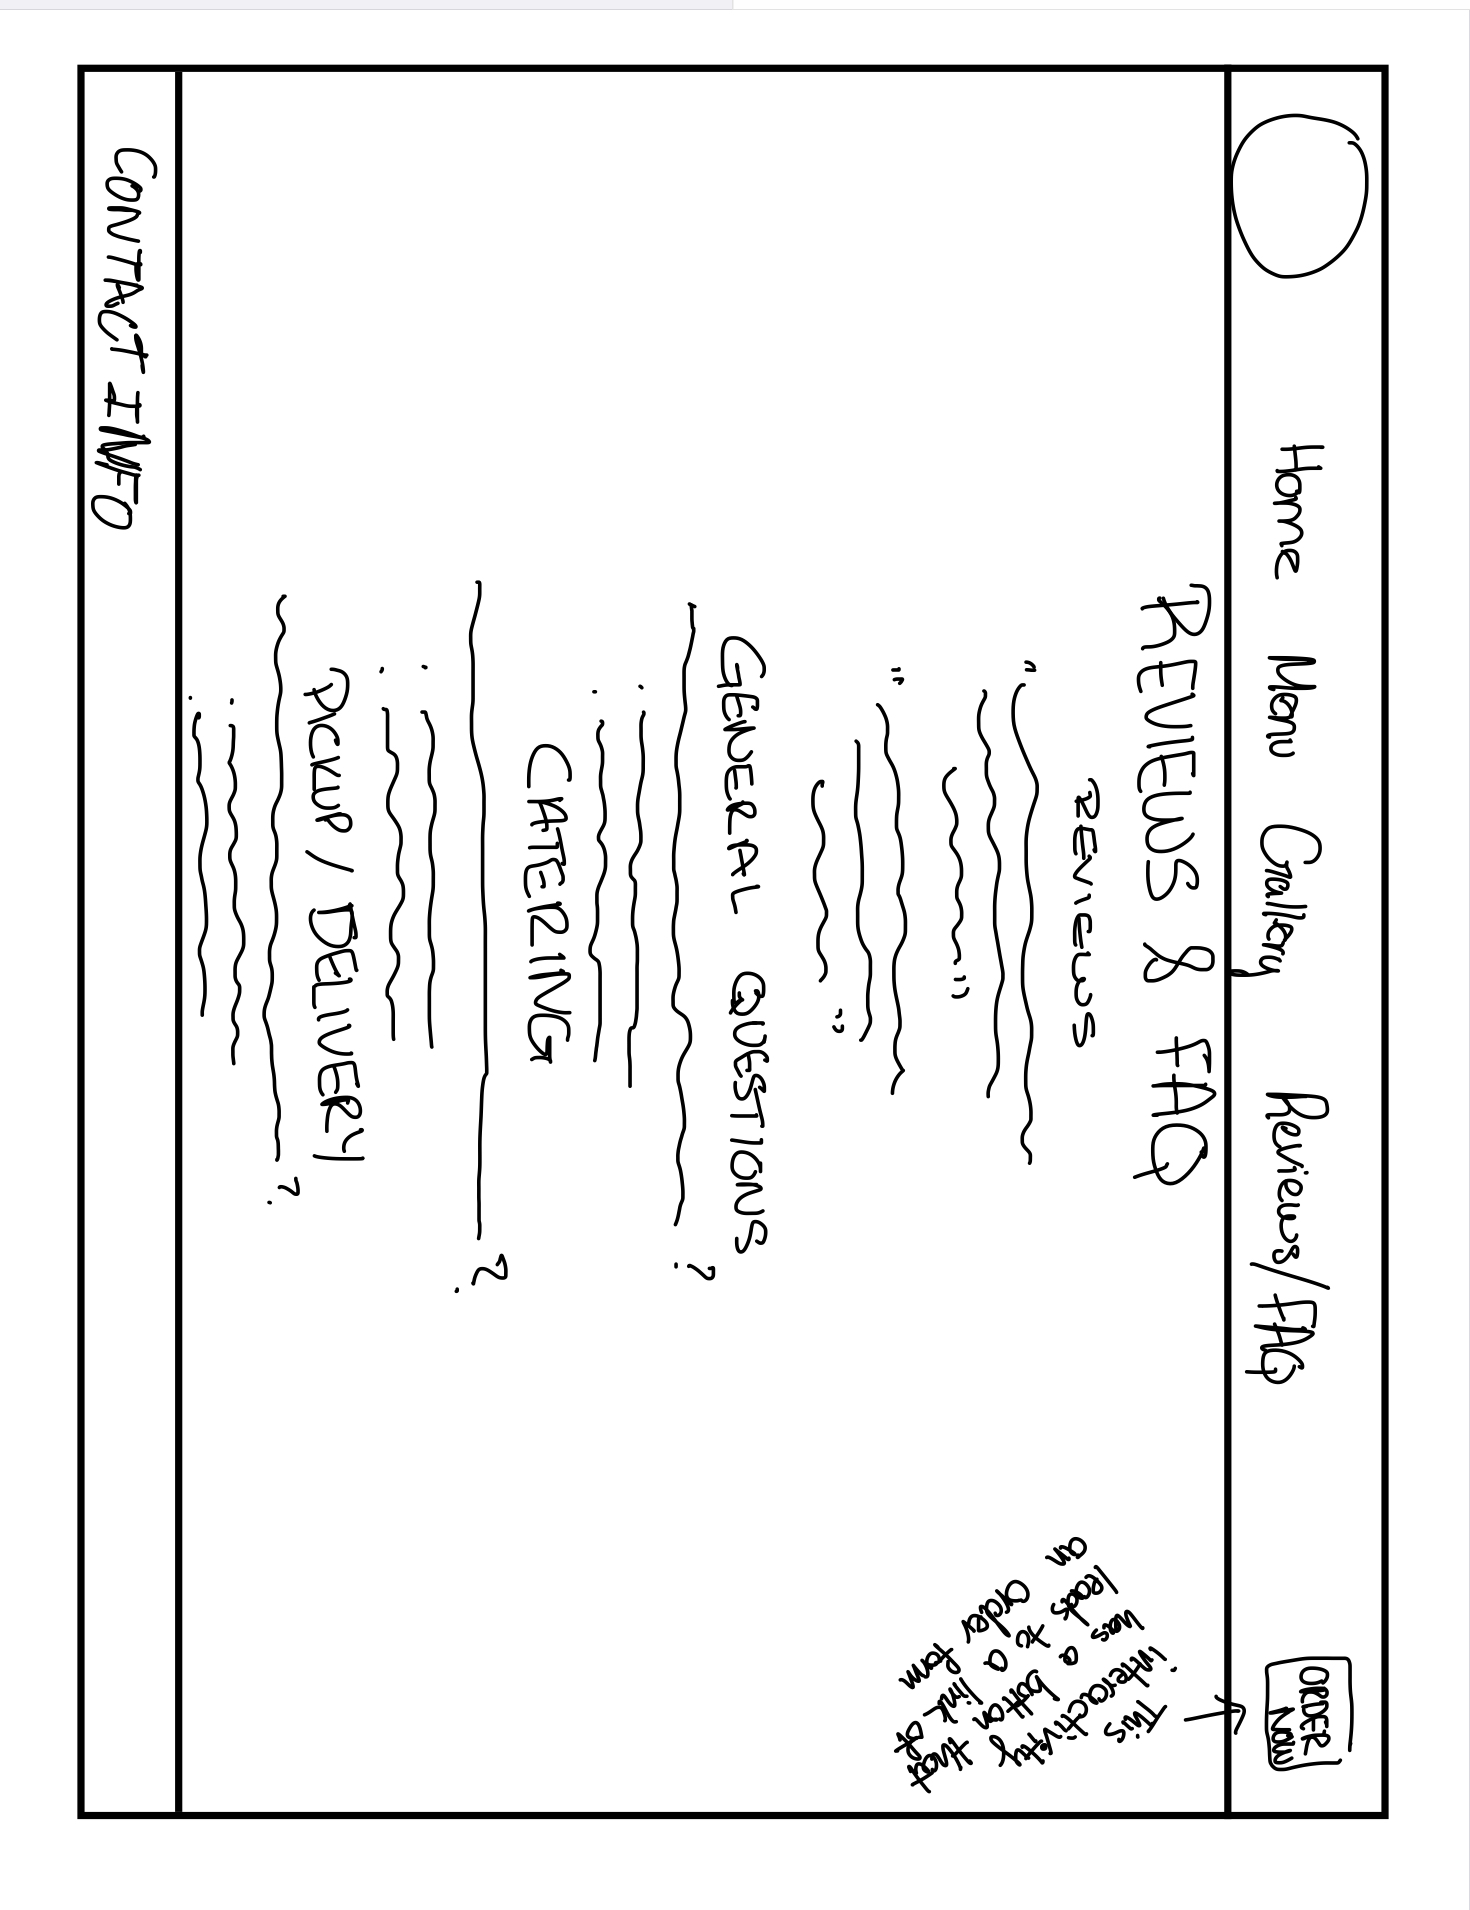 Home Menu Gallery Reviews/FAQ ORDER
NOW
REVIEWS & FAQ
REVIEWS
"
"
"
"
GENERAL QUESTIONS
?
CATERING
?
PICKUP / DELIVERY
?
This
interactivity
uses a button that
leads to a link of
an order form
CONTACT INFO